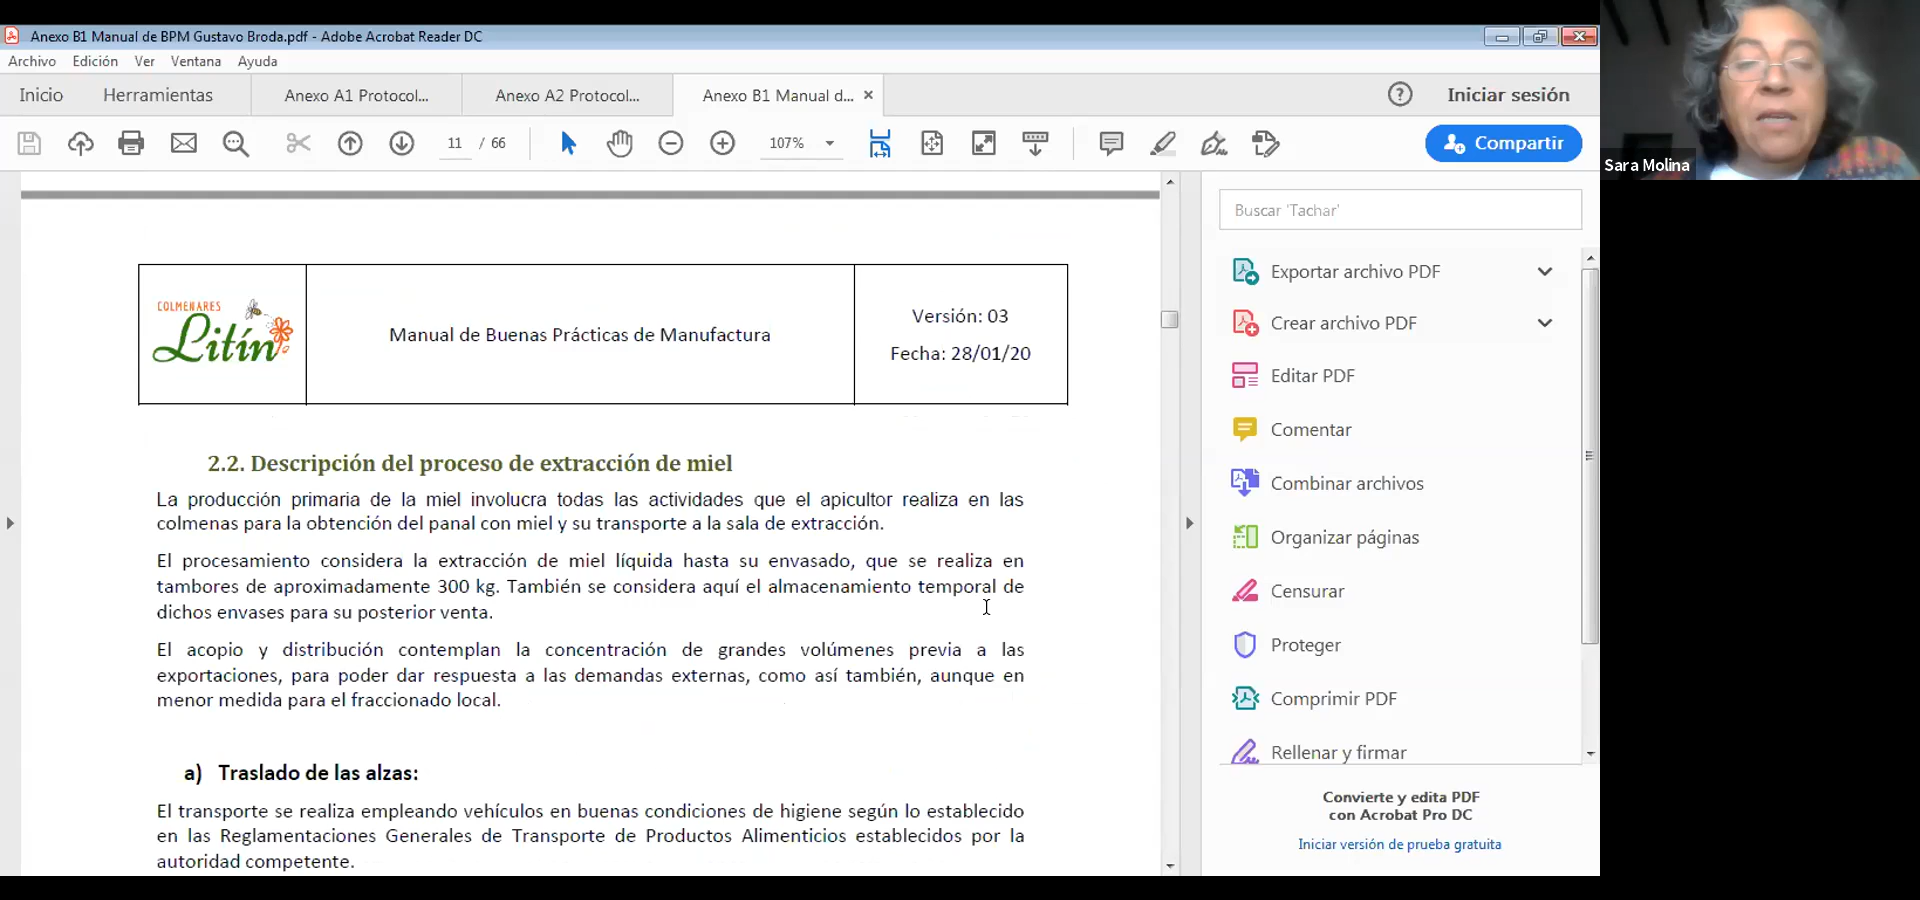 Anexo B1 Manual de BPM Gustavo Broda.pdf - Adobe Acrobat Reader DC
Archivo Edición Ver Ventana Ayuda
Inicio Herramientas Anexo A1 Protocol... Anexo A2 Protocol... Anexo B1 Manual d... × ? Iniciar sesión
11 / 66 107% Compartir
Sara Molina
Buscar 'Tachar'
Exportar archivo PDF
Crear archivo PDF
Editar PDF
Comentar
Combinar archivos
Organizar páginas
Censurar
Proteger
Comprimir PDF
Rellenar y firmar
Convierte y edita PDF
con Acrobat Pro DC
Iniciar versión de prueba gratuita
COLMENARES
Litín
Manual de Buenas Prácticas de Manufactura
Versión: 03
Fecha: 28/01/20
2.2. Descripción del proceso de extracción de miel
La producción primaria de la miel involucra todas las actividades que el apicultor realiza en las
colmenas para la obtención del panal con miel y su transporte a la sala de extracción.
El procesamiento considera la extracción de miel líquida hasta su envasado, que se realiza en
tambores de aproximadamente 300 kg. También se considera aquí el almacenamiento temporal de
dichos envases para su posterior venta.
El acopio y distribución contemplan la concentración de grandes volúmenes previa a las
exportaciones, para poder dar respuesta a las demandas externas, como así también, aunque en
menor medida para el fraccionado local.
a) Traslado de las alzas:
El transporte se realiza empleando vehículos en buenas condiciones de higiene según lo establecido
en las Reglamentaciones Generales de Transporte de Productos Alimenticios establecidos por la
autoridad competente.